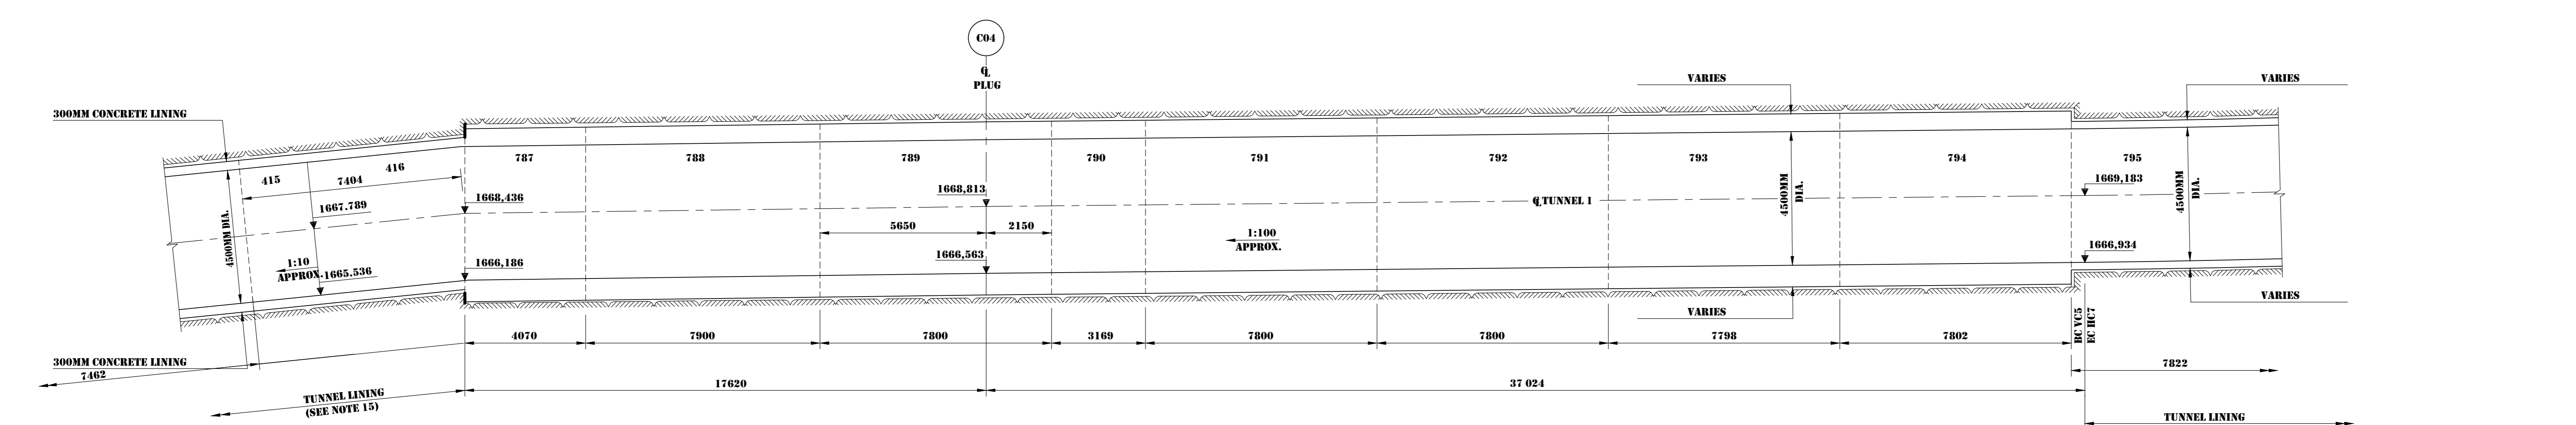 C04
℄
PLUG
VARIES
VARIES
300MM CONCRETE LINING
787
788
789
790
791
792
793
794
795
415
7404
416
1667.789
1668,436
1668,813
℄ TUNNEL 1
4500MM
DIA.
4500MM
DIA.
1669,183
4500MM DIA.
5650
2150
1:100
APPROX.
1:10
APPROX.
1665.536
1666,186
1666,563
1666,934
VARIES
VARIES
4070
7900
7800
3169
7800
7800
7798
7802
BC VC5
EC HC7
300MM CONCRETE LINING
7462
7822
17620
37 024
TUNNEL LINING
(SEE NOTE 15)
TUNNEL LINING